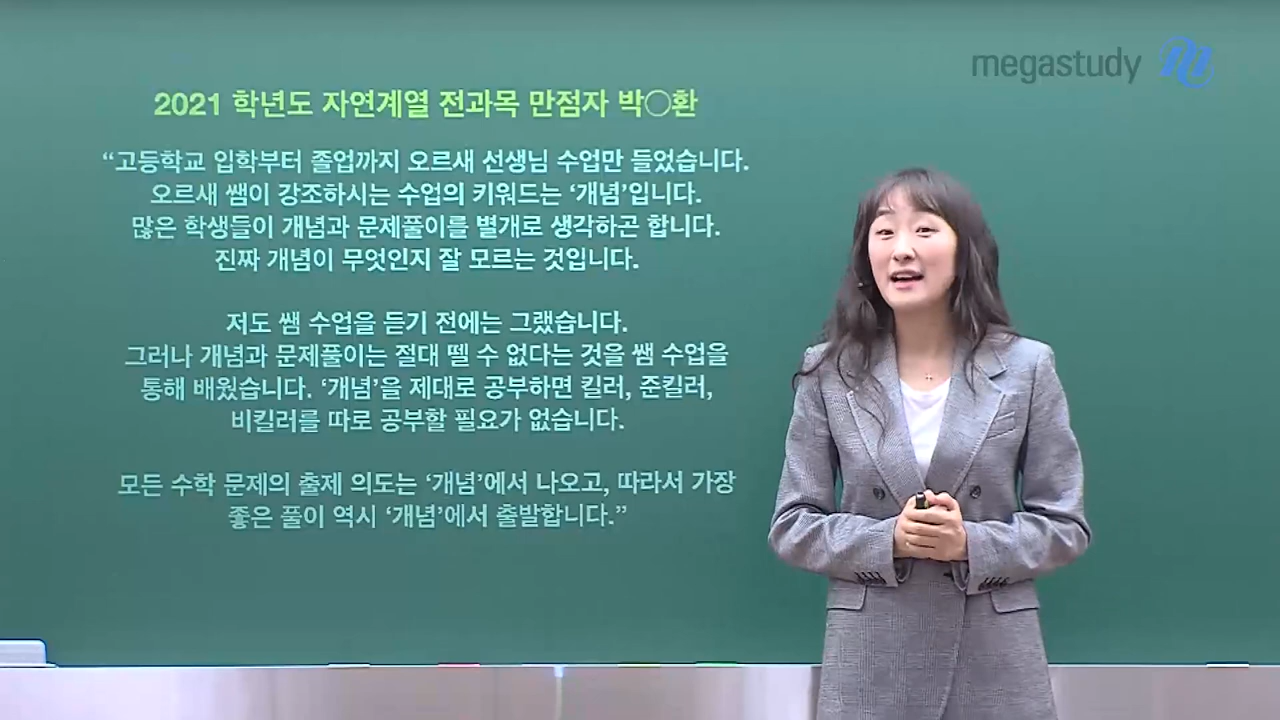 megastudy
2021 학년도 자연계열 전과목 만점자 박○환
“고등학교 입학부터 졸업까지 오르새 선생님 수업만 들었습니다.
오르새 쌤이 강조하시는 수업의 키워드는 ‘개념’입니다.
많은 학생들이 개념과 문제풀이를 별개로 생각하곤 합니다.
진짜 개념이 무엇인지 잘 모르는 것입니다.
저도 쌤 수업을 듣기 전에는 그랬습니다.
그러나 개념과 문제풀이는 절대 뗄 수 없다는 것을 쌤 수업을
통해 배웠습니다. ‘개념’을 제대로 공부하면 킬러, 준킬러,
비킬러를 따로 공부할 필요가 없습니다.
모든 수학 문제의 출제 의도는 ‘개념’에서 나오고, 따라서 가장
좋은 풀이 역시 ‘개념’에서 출발합니다.”